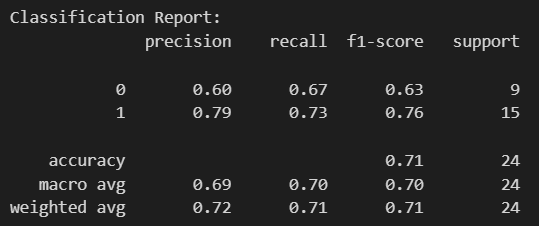 Classification Report:
precision recall f1-score support
0 0.60 0.67 0.63 9
1 0.79 0.73 0.76 15
accuracy 0.71 24
macro avg 0.69 0.70 0.70 24
weighted avg 0.72 0.71 0.71 24